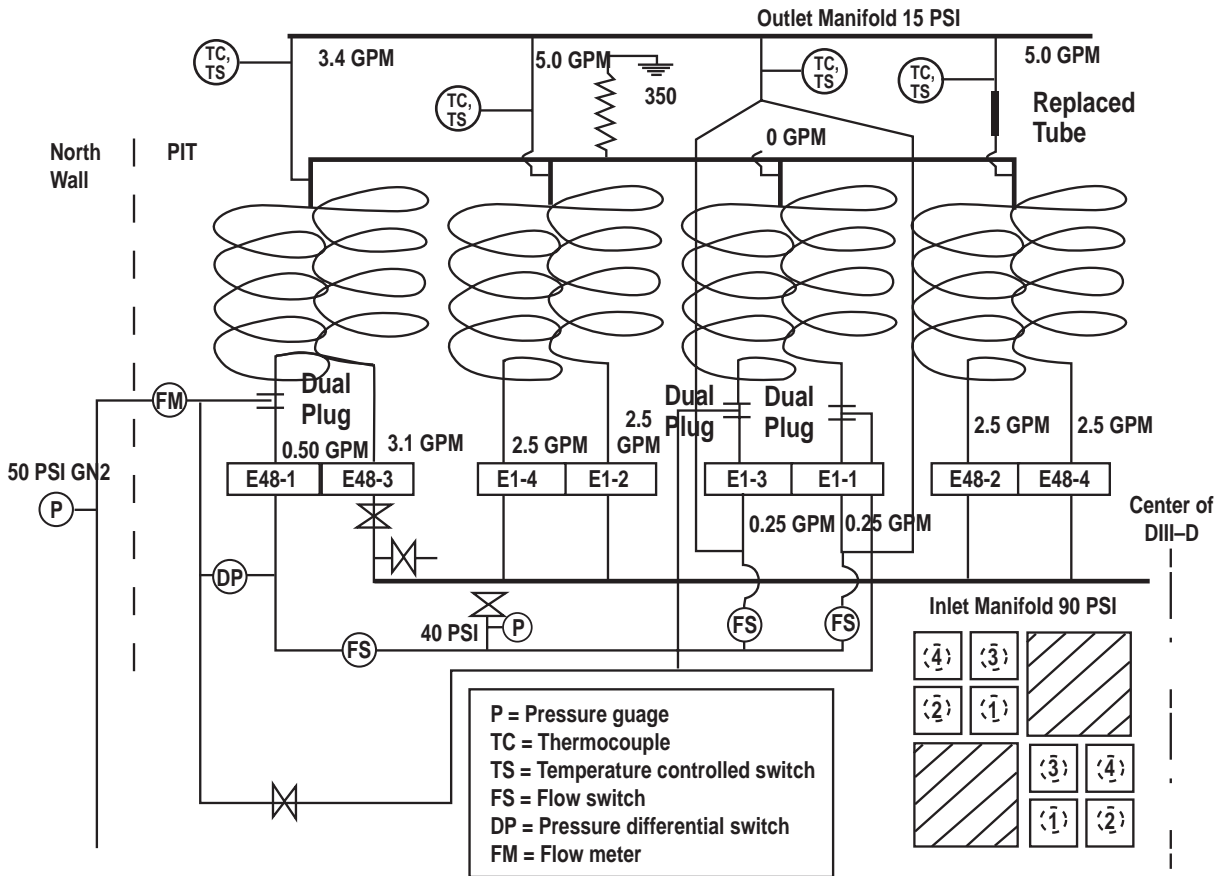 Outlet Manifold 15 PSI
TC,
TS
3.4 GPM
TC,
TS
5.0 GPM
350
TC,
TS
TC,
TS
5.0 GPM
Replaced
Tube
0 GPM
North
Wall
PIT
Dual
Plug
Dual
Plug
Dual
Plug
FM
0.50 GPM
3.1 GPM
2.5 GPM
2.5
GPM
2.5 GPM
2.5 GPM
50 PSI GN2
P
E48-1
E48-3
E1-4
E1-2
E1-3
E1-1
E48-2
E48-4
0.25 GPM
0.25 GPM
Center of
DIII–D
DP
Inlet Manifold 90 PSI
40 PSI
P
FS
FS
FS
4
3
2
1
3
4
1
2
P = Pressure guage
TC = Thermocouple
TS = Temperature controlled switch
FS = Flow switch
DP = Pressure differential switch
FM = Flow meter